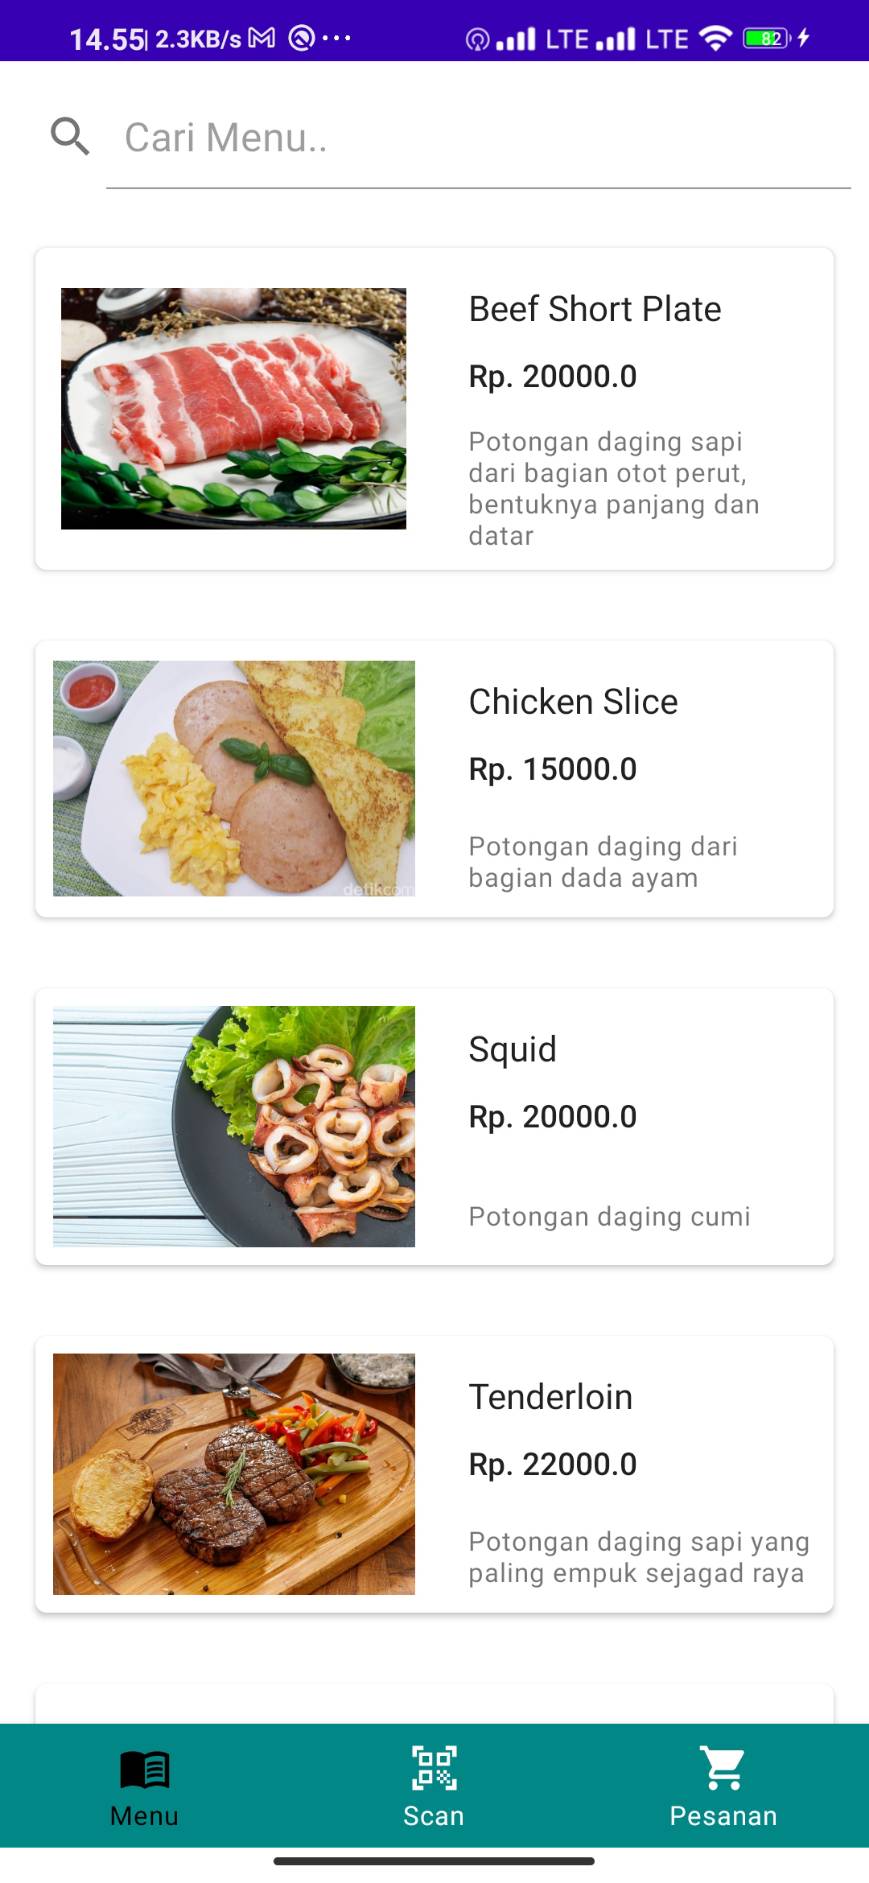 14.55 2.3KB/s ... LTE LTE 82
Cari Menu..
Beef Short Plate
Rp. 20000.0
Potongan daging sapi
dari bagian otot perut,
bentuknya panjang dan
datar
Chicken Slice
Rp. 15000.0
Potongan daging dari
bagian dada ayam
detikcom
Squid
Rp. 20000.0
Potongan daging cumi
Tenderloin
Rp. 22000.0
Potongan daging sapi yang
paling empuk sejagad raya
Menu Scan Pesanan